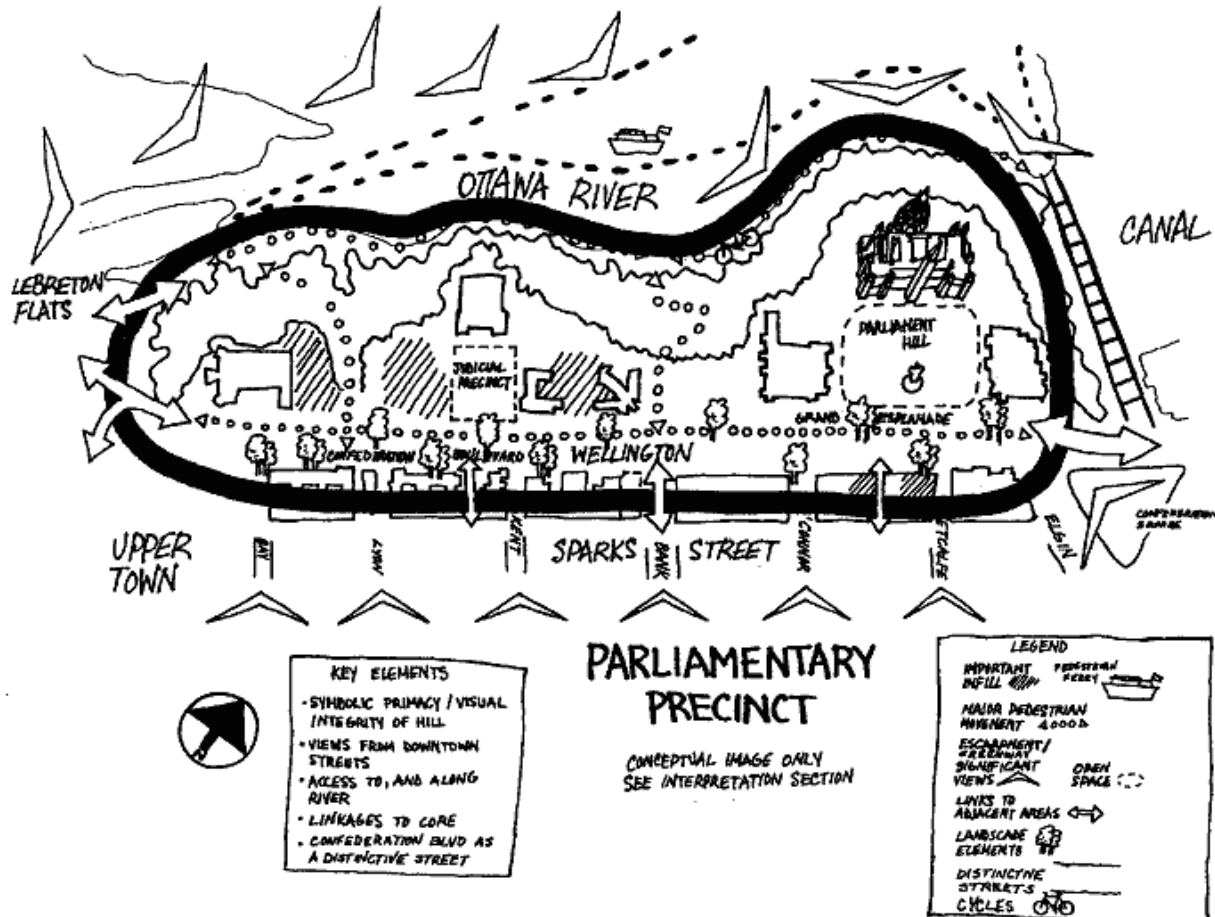 OTTAWA RIVER
CANAL
LEBRETON
FLATS
PARLIAMENT
HILL
JUDICIAL
PRECINCT
GRAND ESPLANADE
CONFEDERATION BOULEVARD WELLINGTON
CONFEDERATION
SQUARE
UPPER
TOWN
BAY
LYON
KENT
SPARKS STREET
BANK
O'CONNOR
METCALFE
ELGIN
KEY ELEMENTS
• SYMBOLIC PRIMACY / VISUAL
INTEGRITY OF HILL
• VIEWS FROM DOWNTOWN
STREETS
• ACCESS TO, AND ALONG
RIVER
• LINKAGES TO CORE
• CONFEDERATION BLVD AS
A DISTINCTIVE STREET
PARLIAMENTARY
PRECINCT
CONCEPTUAL IMAGE ONLY
SEE INTERPRETATION SECTION
LEGEND
IMPORTANT
INFILL
PEDESTRIAN
FERRY
MAJOR PEDESTRIAN
MOVEMENT
ESCARPMENT/
GREENWAY
SIGNIFICANT
VIEWS
OPEN
SPACE
LINKS TO
ADJACENT AREAS
LANDSCAPE
ELEMENTS
DISTINCTIVE
STREETS
CYCLES